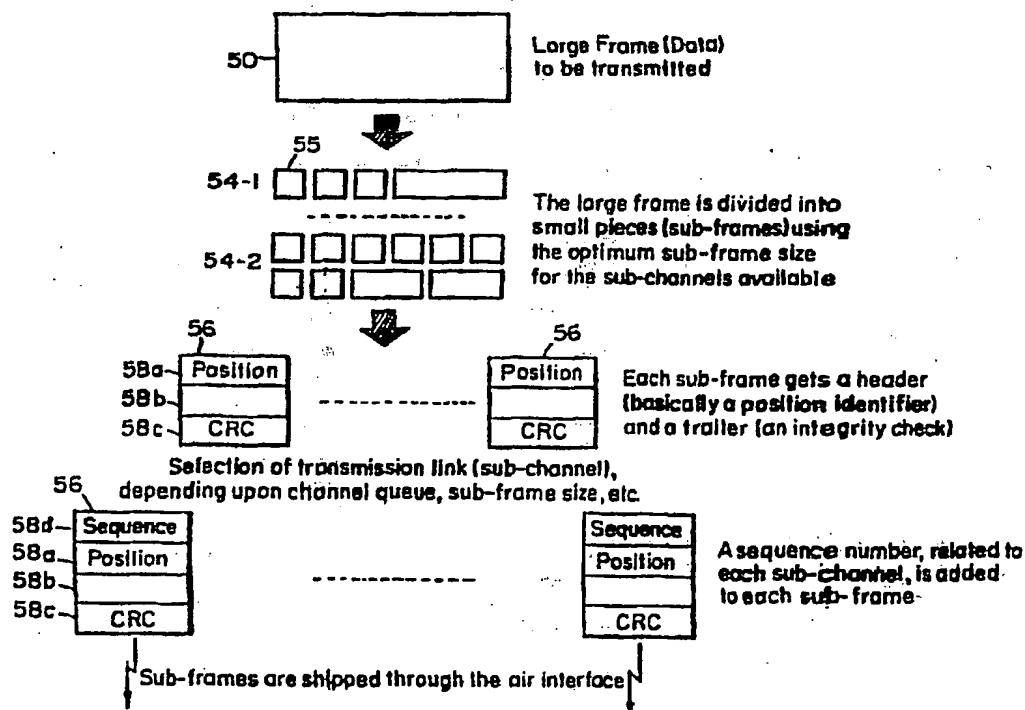 50
Large Frame (Data)
to be transmitted
55
54-1
54-2
The large frame is divided into
small pieces (sub-frames) using
the optimum sub-frame size
for the sub-channels available
56
56
58a
Position
Position
58b
58c
CRC
CRC
Each sub-frame gets a header
(basically a position identifier)
and a trailer (an integrity check)
Selection of transmission link (sub-channel),
depending upon channel queue, sub-frame size, etc.
56
58d
Sequence
Sequence
58a
Position
Position
58b
58c
CRC
CRC
A sequence number, related to
each sub-channel, is added
to each sub-frame
Sub-frames are shipped through the air interface